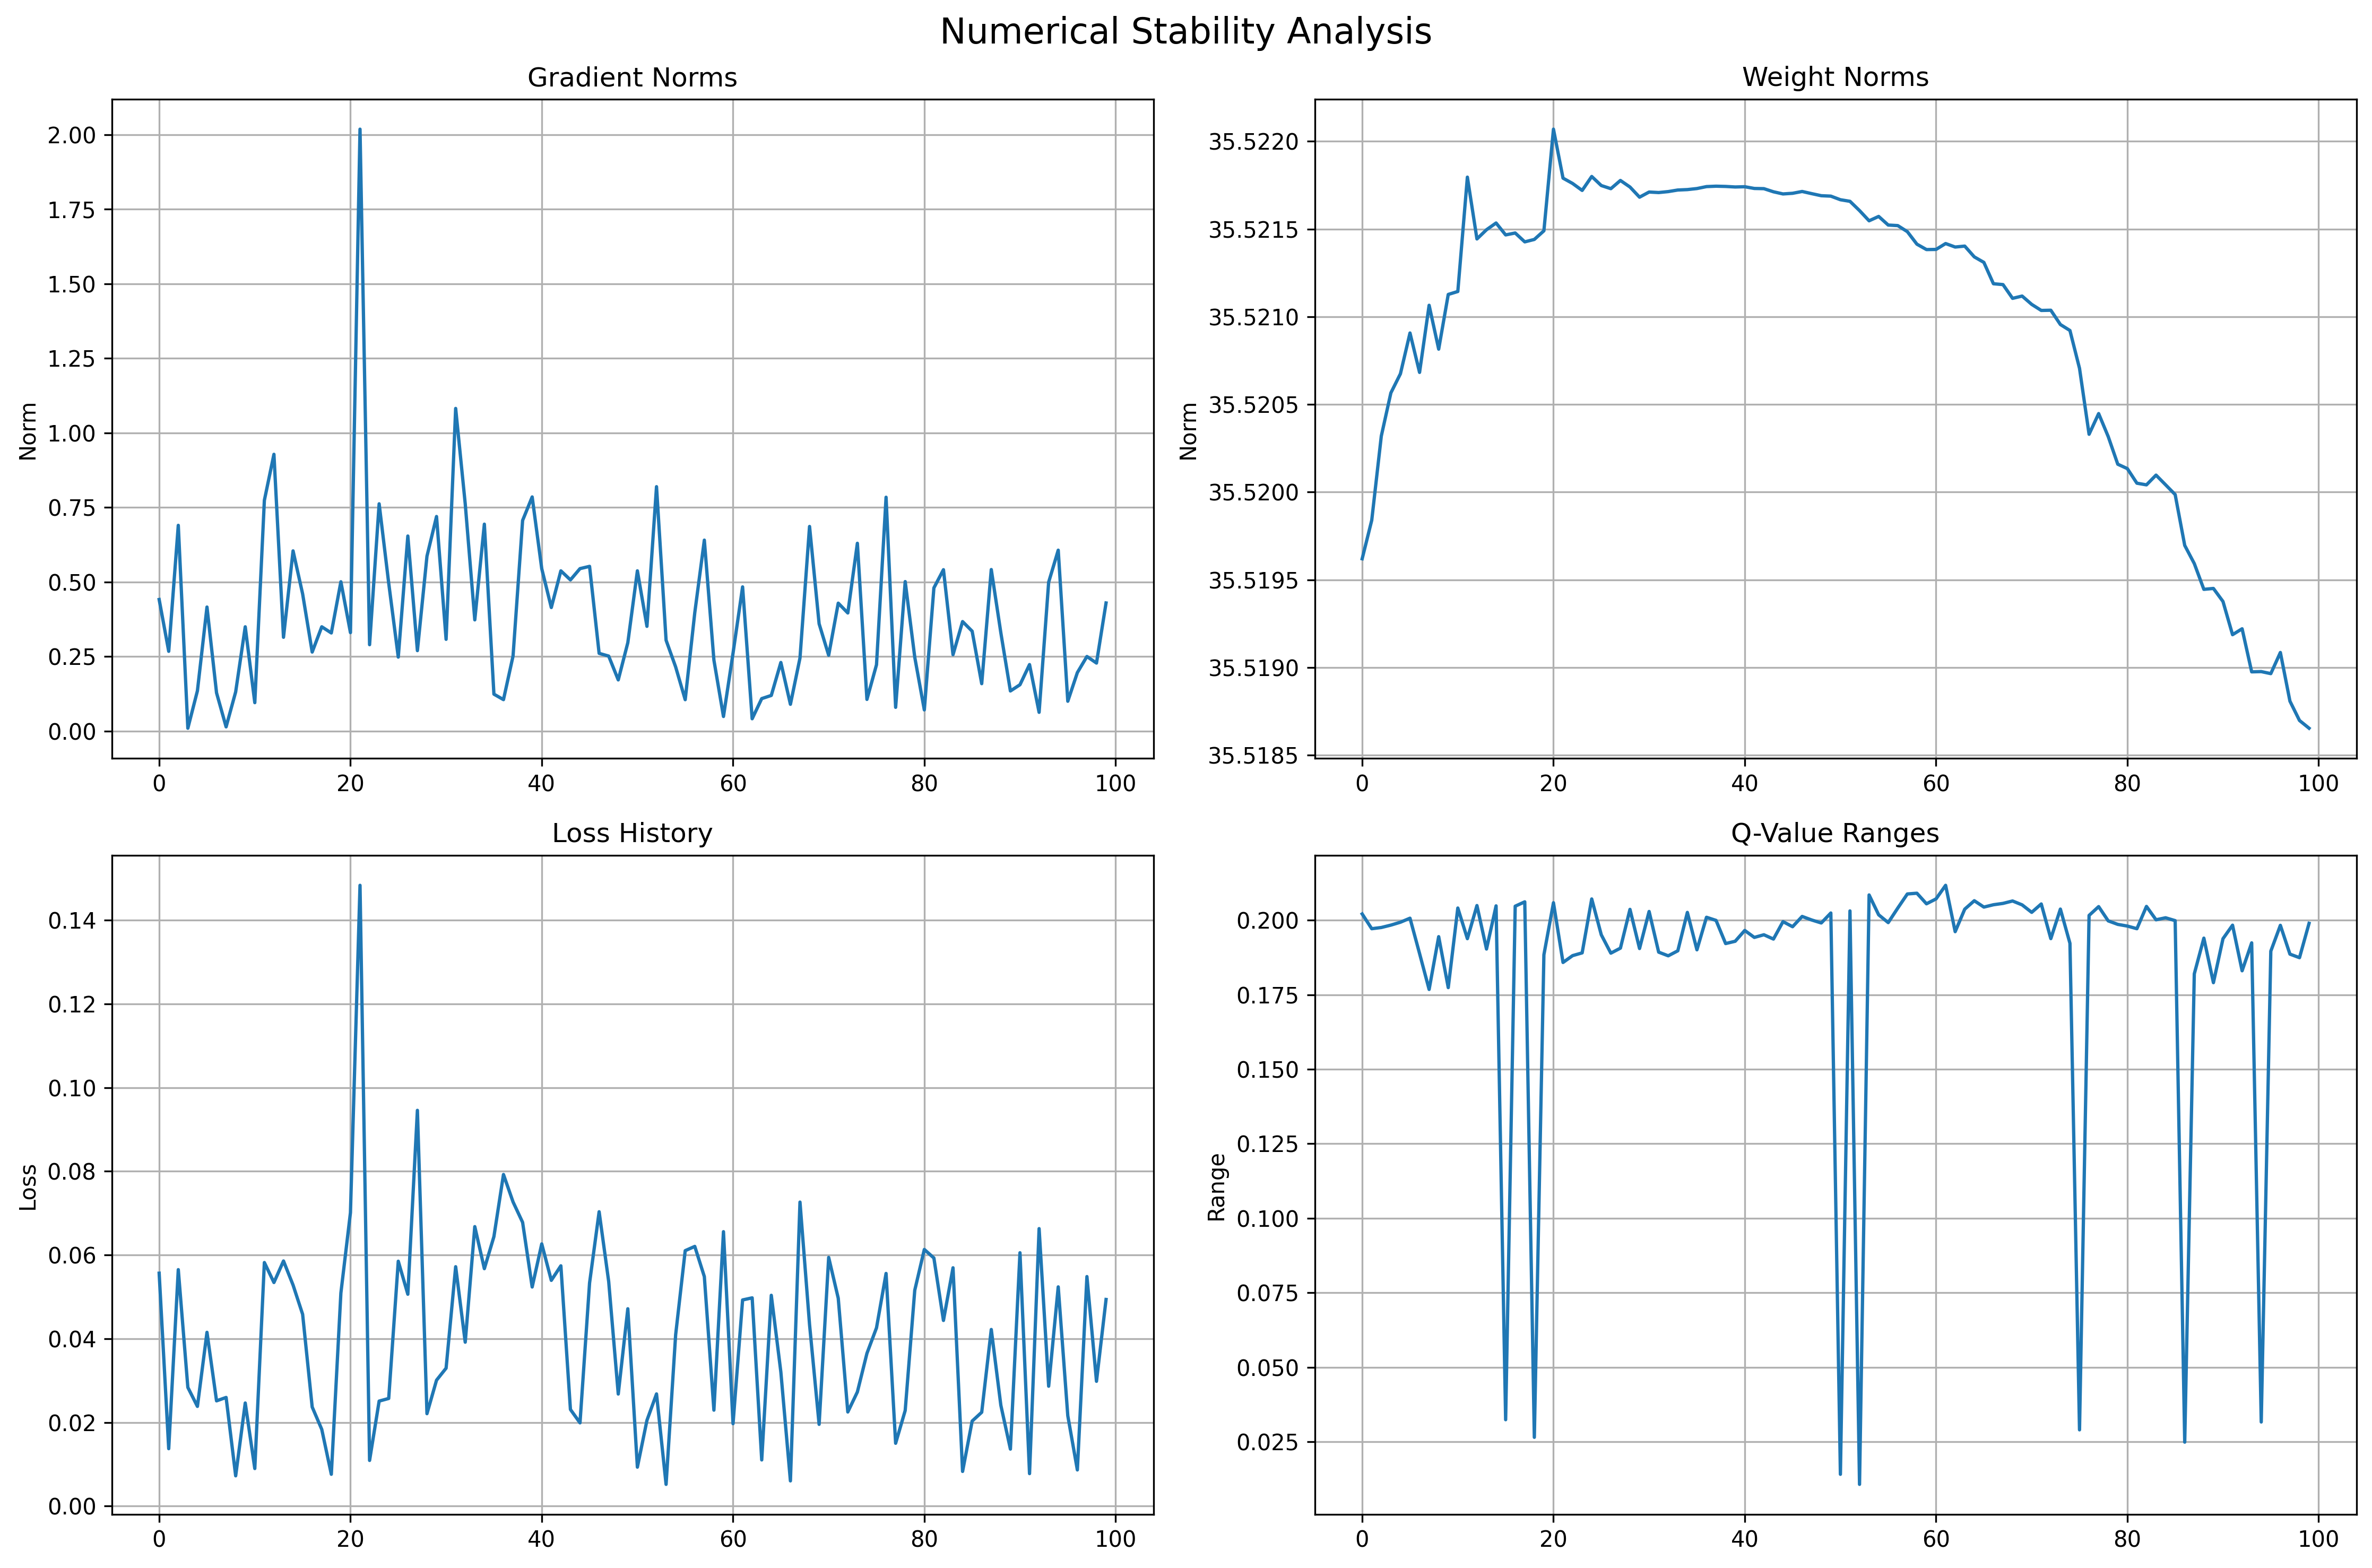 Numerical Stability Analysis
Gradient Norms
Norm
2.00
1.75
1.50
1.25
1.00
0.75
0.50
0.25
0.00
0 20 40 60 80 100
Weight Norms
Norm
35.5220
35.5215
35.5210
35.5205
35.5200
35.5195
35.5190
35.5185
0 20 40 60 80 100
Loss History
Loss
0.14
0.12
0.10
0.08
0.06
0.04
0.02
0.00
0 20 40 60 80 100
Q-Value Ranges
Range
0.200
0.175
0.150
0.125
0.100
0.075
0.050
0.025
0 20 40 60 80 100